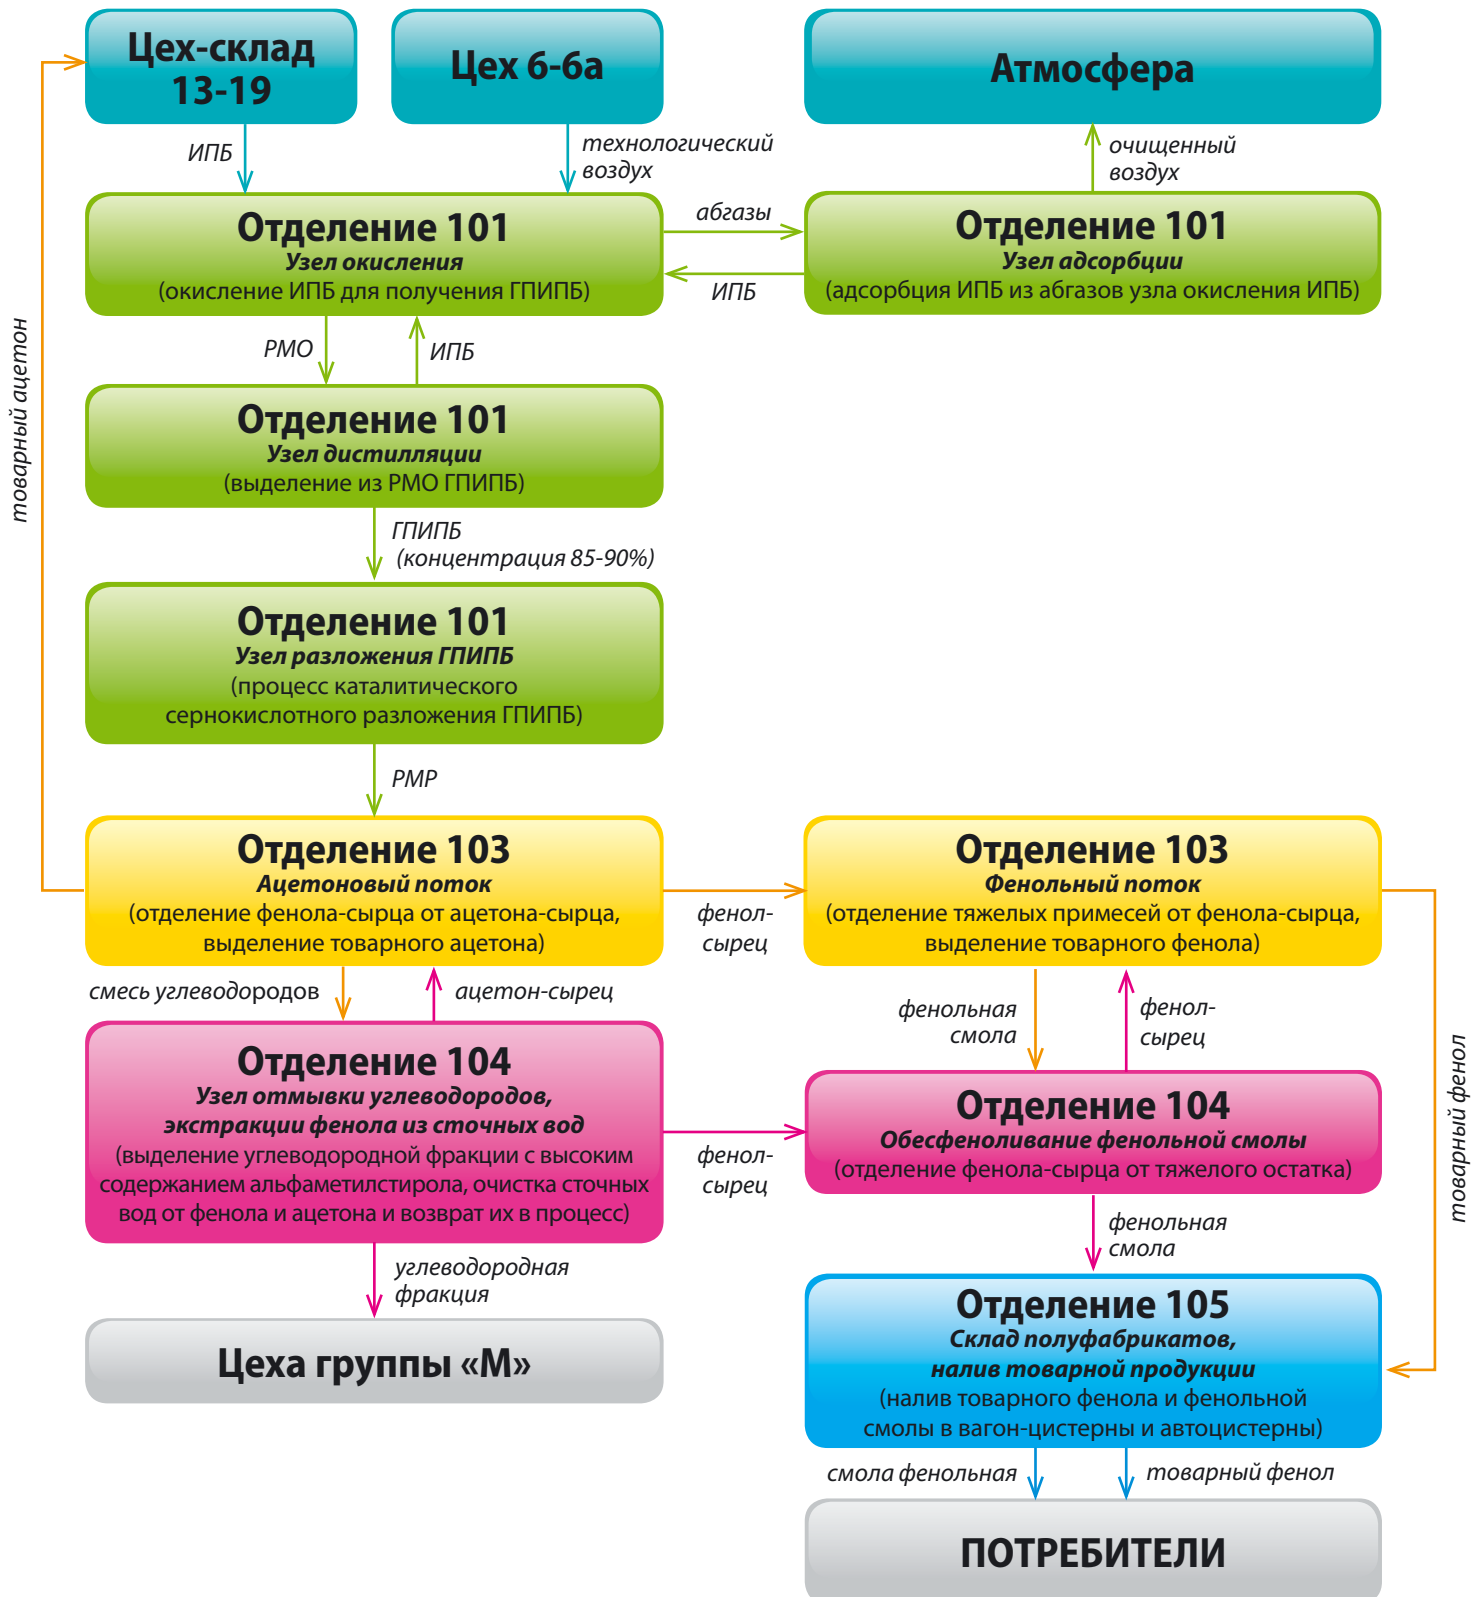 Цех-склад
13-19
Цех 6-6а
Атмосфера
ИПБ
технологический
воздух
очищенный
воздух
Отделение 101
Узел окисления
(окисление ИПБ для получения ГПИПБ)
абгазы
ИПБ
Отделение 101
Узел адсорбции
(адсорбция ИПБ из абгазов узла окисления ИПБ)
РМО
ИПБ
товарный ацетон
Отделение 101
Узел дистилляции
(выделение из РМО ГПИПБ)
ГПИПБ
(концентрация 85-90%)
Отделение 101
Узел разложения ГПИПБ
(процесс каталитического
сернокислотного разложения ГПИПБ)
РМР
Отделение 103
Ацетоновый поток
(отделение фенола-сырца от ацетона-сырца,
выделение товарного ацетона)
фенол-
сырец
Отделение 103
Фенольный поток
(отделение тяжелых примесей от фенола-сырца,
выделение товарного фенола)
смесь углеводородов
ацетон-сырец
фенольная
смола
фенол-
сырец
товарный фенол
Отделение 104
Узел отмывки углеводородов,
экстракции фенола из сточных вод
(выделение углеводородной фракции с высоким
содержанием альфаметилстирола, очистка сточных
вод от фенола и ацетона и возврат их в процесс)
фенол-
сырец
Отделение 104
Обесфеноливание фенольной смолы
(отделение фенола-сырца от тяжелого остатка)
углеводородная
фракция
фенольная
смола
Цеха группы «М»
Отделение 105
Склад полуфабрикатов,
налив товарной продукции
(налив товарного фенола и фенольной
смолы в вагон-цистерны и автоцистерны)
смола фенольная
товарный фенол
ПОТРЕБИТЕЛИ